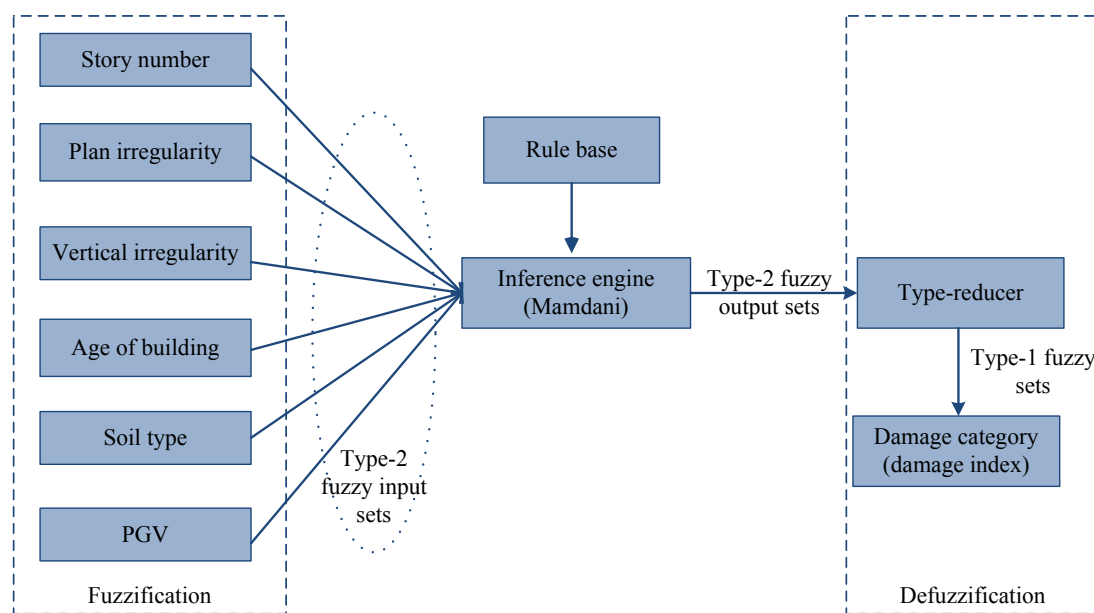 Story number
Plan irregularity
Vertical irregularity
Age of building
Soil type
PGV
Fuzzification
Type-2
fuzzy input
sets
Rule base
Inference engine
(Mamdani)
Type-2 fuzzy
output sets
Type-reducer
Type-1 fuzzy
sets
Damage category
(damage index)
Defuzzification